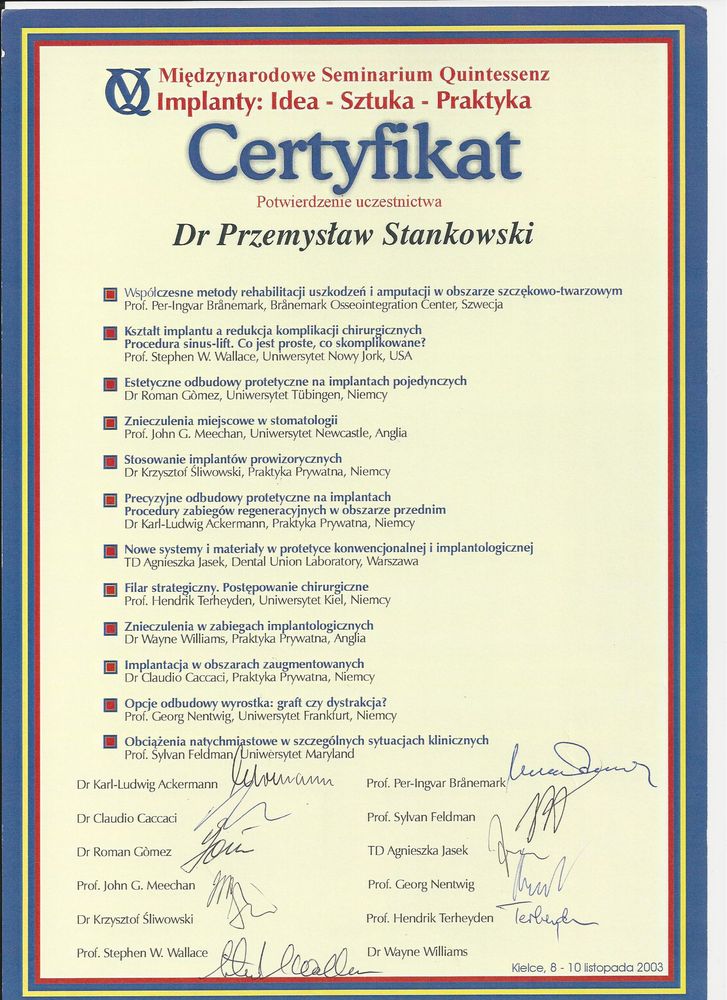 QV
Międzynarodowe Seminarium Quintessenz
Implanty: Idea - Sztuka - Praktyka
Certyfikat
Potwierdzenie uczestnictwa
Dr Przemysław Stankowski
Współczesne metody rehabilitacji uszkodzeń i amputacji w obszarze szczękowo-twarzowym
Prof. Per-Ingvar Brånemark, Brånemark Osseointegration Center, Szwecja
Kształt implantu a redukcja komplikacji chirurgicznych
Procedura sinus-lift. Co jest proste, co skomplikowane?
Prof. Stephen W. Wallace, Uniwersytet Nowy Jork, USA
Estetyczne odbudowy protetyczne na implantach pojedynczych
Dr Roman Gòmez, Uniwersytet Tübingen, Niemcy
Znieczulenia miejscowe w stomatologii
Prof. John G. Meechan, Uniwersytet Newcastle, Anglia
Stosowanie implantów prowizorycznych
Dr Krzysztof Śliwowski, Praktyka Prywatna, Niemcy
Precyzyjne odbudowy protetyczne na implantach
Procedury zabiegów regeneracyjnych w obszarze przednim
Dr Karl-Ludwig Ackermann, Praktyka Prywatna, Niemcy
Nowe systemy i materiały w protetyce konwencjonalnej i implantologicznej
TD Agnieszka Jasek, Dental Union Laboratory, Warszawa
Filar strategiczny. Postępowanie chirurgiczne
Prof. Hendrik Terheyden, Uniwersytet Kiel, Niemcy
Znieczulenia w zabiegach implantologicznych
Dr Wayne Williams, Praktyka Prywatna, Anglia
Implantacja w obszarach zaugmentowanych
Dr Claudio Caccaci, Praktyka Prywatna, Niemcy
Opcje odbudowy wyrostka: graft czy dystrakcja?
Prof. Georg Nentwig, Uniwersytet Frankfurt, Niemcy
Obciążenia natychmiastowe w szczególnych sytuacjach klinicznych
Prof. Sylvan Feldman, Uniwersytet Maryland
Dr Karl-Ludwig Ackermann
Prof. Per-Ingvar Brånemark
Dr Claudio Caccaci
Prof. Sylvan Feldman
Dr Roman Gòmez
TD Agnieszka Jasek
Prof. John G. Meechan
Prof. Georg Nentwig
Dr Krzysztof Śliwowski
Prof. Hendrik Terheyden Terheyden
Prof. Stephen W. Wallace
Dr Wayne Williams
Kielce, 8 - 10 listopada 2003